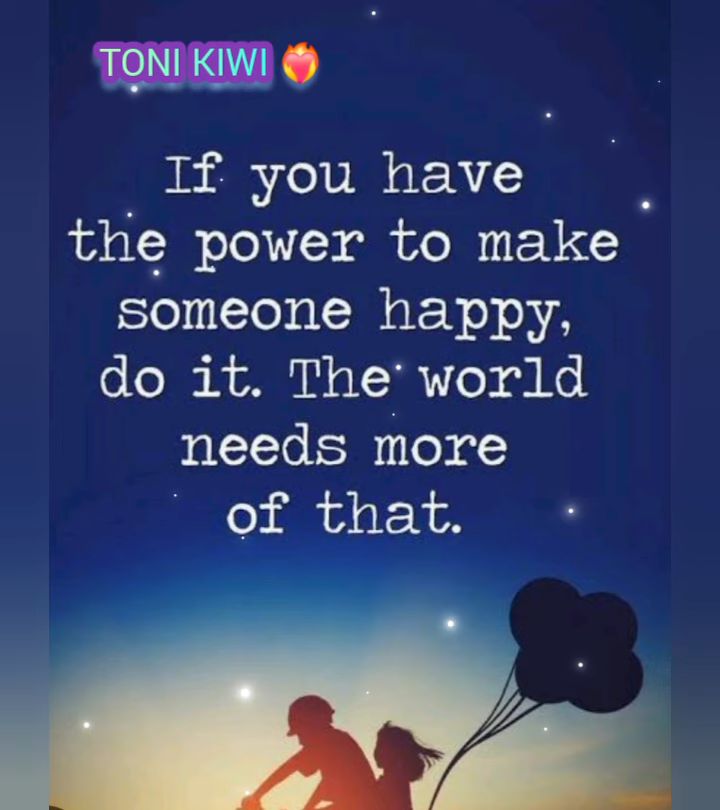 TONI KIWI ❤️‍🔥
If you have
the power to make
someone happy,
do it. The world
needs more
of that.